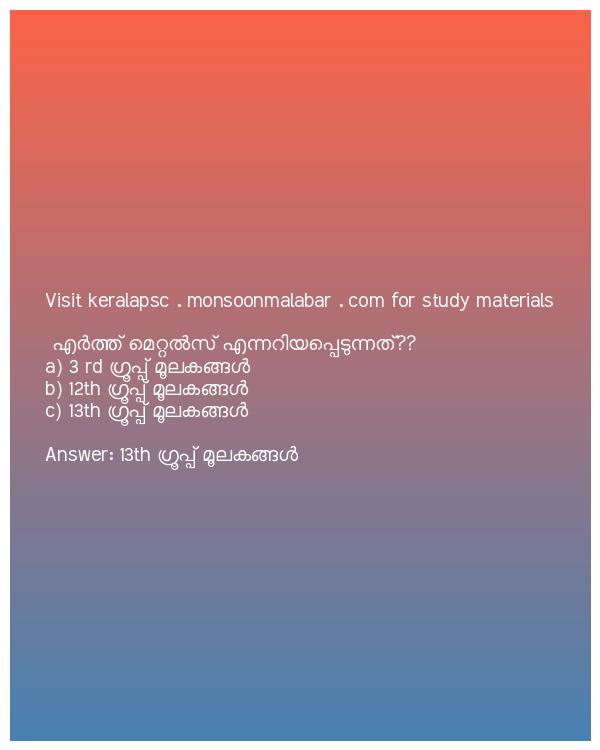 Visit keralapsc . monsoonmalabar . com for study materials
എർത്ത് മെറ്റൽസ് എന്നറിയപ്പെടുന്നത്??
a) 3 rd ഗ്രൂപ്പ് മൂലകങ്ങൾ
b) 12th ഗ്രൂപ്പ് മൂലകങ്ങൾ
c) 13th ഗ്രൂപ്പ് മൂലകങ്ങൾ
Answer: 13th ഗ്രൂപ്പ് മൂലകങ്ങൾ